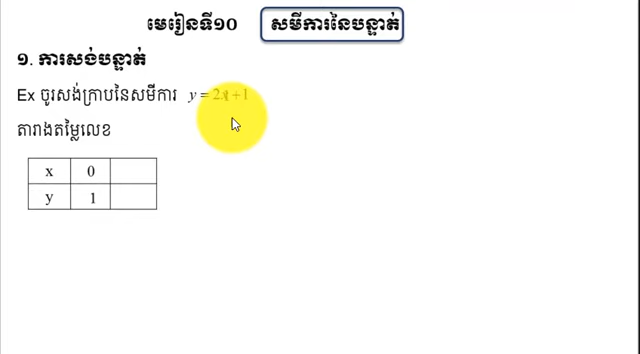 មេរៀនទី១០ សមីការនៃបន្ទាត់
១. ការសង់បន្ទាត់
Ex ចូរសង់ក្រាបនៃសមីការ y = 2x+1
តារាងតម្លៃលេខ
x 0
y 1